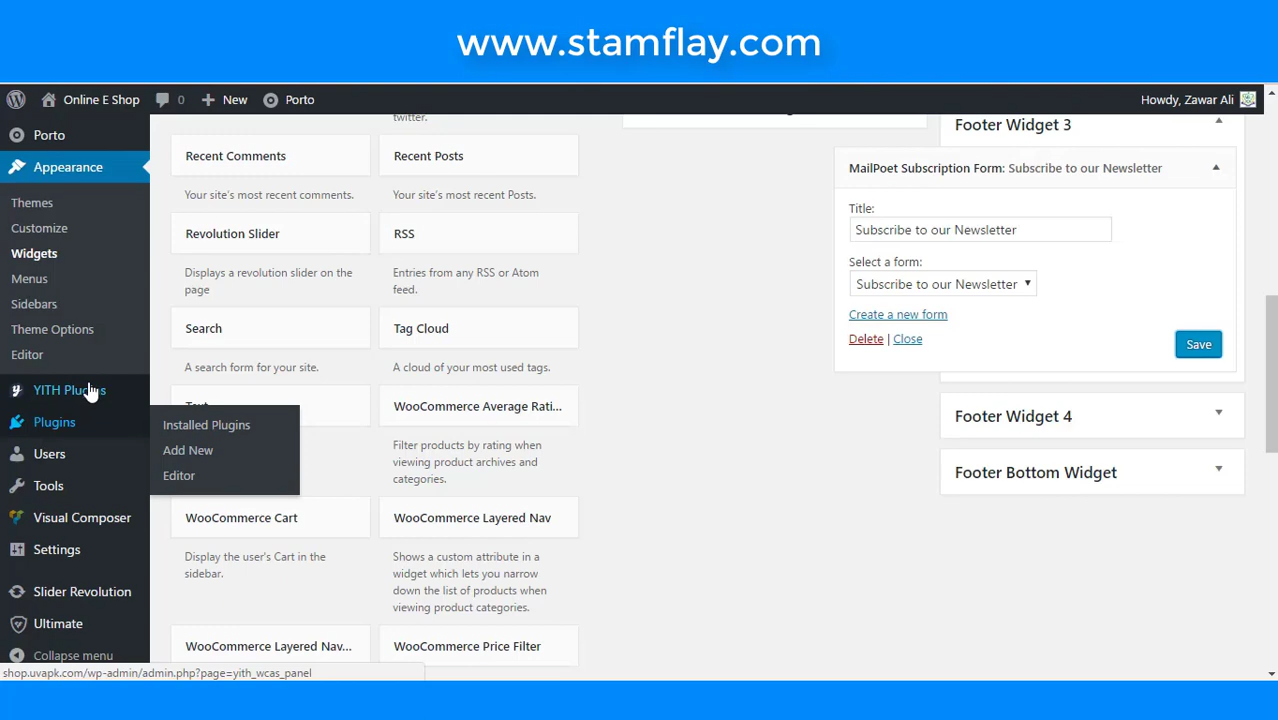 www.stamflay.com
Online E Shop
0
New
Porto
Howdy, Zawar Ali
Porto
Appearance
Themes
Customize
Widgets
Menus
Sidebars
Theme Options
Editor
YITH Plugins
Plugins
Users
Tools
Visual Composer
Settings
Slider Revolution
Ultimate
Collapse menu
Installed Plugins
Add New
Editor
twitter.
Recent Comments
Your site's most recent comments.
Recent Posts
Your site's most recent Posts.
Revolution Slider
Displays a revolution slider on the
page
RSS
Entries from any RSS or Atom
feed.
Search
A search form for your site.
Tag Cloud
A cloud of your most used tags.
WooCommerce Average Rati...
Filter products by rating when
viewing product archives and
categories.
WooCommerce Cart
Display the user's Cart in the
sidebar.
WooCommerce Layered Nav
Shows a custom attribute in a
widget which lets you narrow
down the list of products when
viewing product categories.
WooCommerce Layered Nav...
WooCommerce Price Filter
Footer Widget 3
MailPoet Subscription Form: Subscribe to our Newsletter
Title:
Subscribe to our Newsletter
Select a form:
Subscribe to our Newsletter
Create a new form
Delete | Close
Save
Footer Widget 4
Footer Bottom Widget
shop.uvapk.com/wp-admin/admin.php?page=yith_wcas_panel